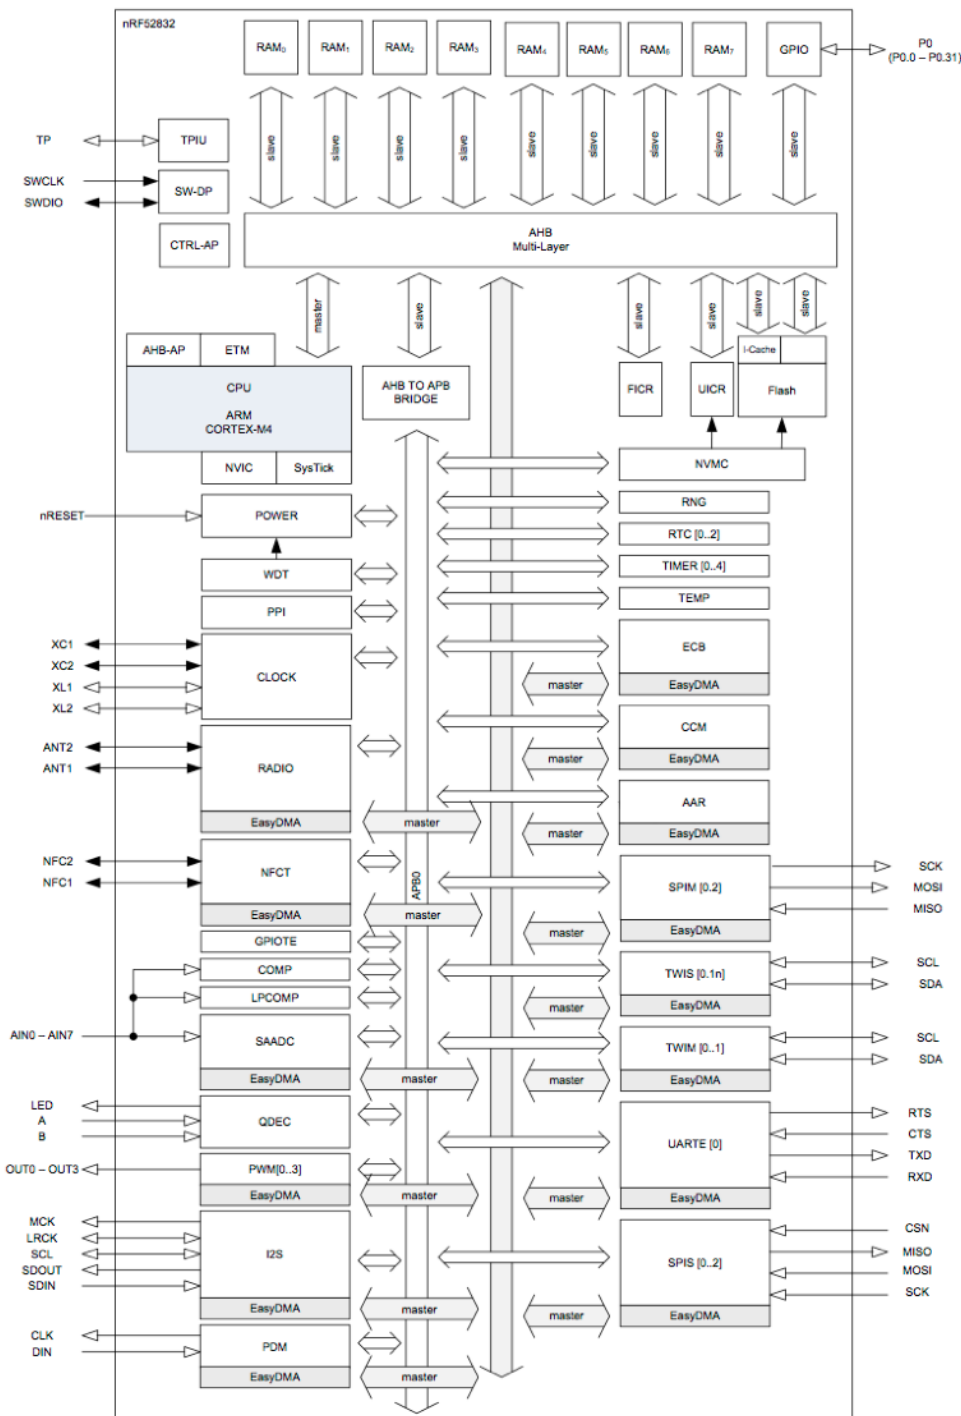 nRF52832
RAM0
RAM1
RAM2
RAM3
RAM4
RAM5
RAM6
RAM7
GPIO
P0
(P0.0 – P0.31)
slave
slave
slave
slave
slave
slave
slave
slave
slave
TP
TPIU
SWCLK
SWDIO
SW-DP
CTRL-AP
AHB
Multi-Layer
master
slave
slave
slave
slave
slave
AHB-AP
ETM
CPU
ARM
CORTEX-M4
NVIC
SysTick
AHB TO APB
BRIDGE
FICR
UICR
i-Cache
Flash
NVMC
nRESET
POWER
RNG
RTC [0..2]
WDT
TIMER [0..4]
PPI
TEMP
XC1
XC2
XL1
XL2
CLOCK
ECB
master
EasyDMA
ANT2
ANT1
RADIO
EasyDMA
master
CCM
master
EasyDMA
AAR
master
EasyDMA
NFC2
NFC1
NFCT
EasyDMA
master
APB0
SPIM [0.2]
master
EasyDMA
SCK
MOSI
MISO
GPIOTE
COMP
LPCOMP
AIN0 – AIN7
SAADC
EasyDMA
master
TWIS [0.1n]
master
EasyDMA
SCL
SDA
TWIM [0..1]
master
EasyDMA
SCL
SDA
LED
A
B
QDEC
UARTE [0]
master
EasyDMA
RTS
CTS
TXD
RXD
OUT0 – OUT3
PWM[0..3]
EasyDMA
master
MCK
LRCK
SCL
SDOUT
SDIN
I2S
EasyDMA
master
SPIS [0..2]
master
EasyDMA
CSN
MISO
MOSI
SCK
CLK
DIN
PDM
EasyDMA
master